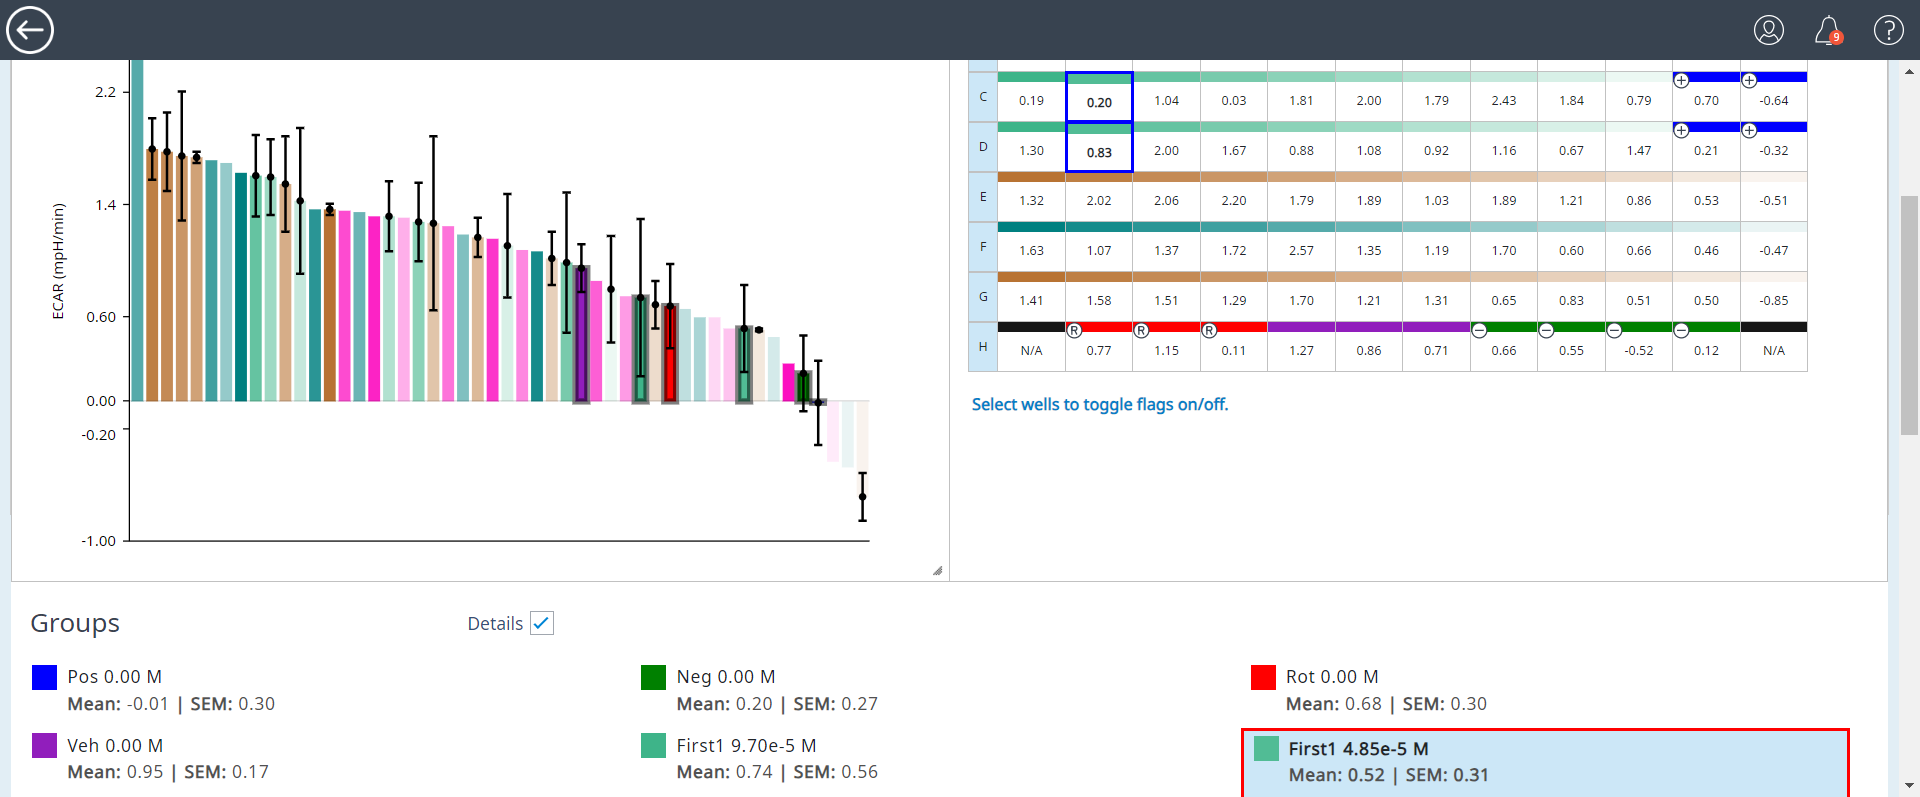 9
?
2.2
1.4
0.60
0.00
-0.20
-1.00
ECAR (mpH/min)
C 0.19 0.20 1.04 0.03 1.81 2.00 1.79 2.43 1.84 0.79 0.70 -0.64
D 1.30 0.83 2.00 1.67 0.88 1.08 0.92 1.16 0.67 1.47 0.21 -0.32
E 1.32 2.02 2.06 2.20 1.79 1.89 1.03 1.89 1.21 0.86 0.53 -0.51
F 1.63 1.07 1.37 1.72 2.57 1.35 1.19 1.70 0.60 0.66 0.46 -0.47
G 1.41 1.58 1.51 1.29 1.70 1.21 1.31 0.65 0.83 0.51 0.50 -0.85
R R R
H N/A 0.77 1.15 0.11 1.27 0.86 0.71 0.66 0.55 -0.52 0.12 N/A
Select wells to toggle flags on/off.
Groups
Details
Pos 0.00 M
Mean: -0.01 | SEM: 0.30
Neg 0.00 M
Mean: 0.20 | SEM: 0.27
Rot 0.00 M
Mean: 0.68 | SEM: 0.30
Veh 0.00 M
Mean: 0.95 | SEM: 0.17
First1 9.70e-5 M
Mean: 0.74 | SEM: 0.56
First1 4.85e-5 M
Mean: 0.52 | SEM: 0.31